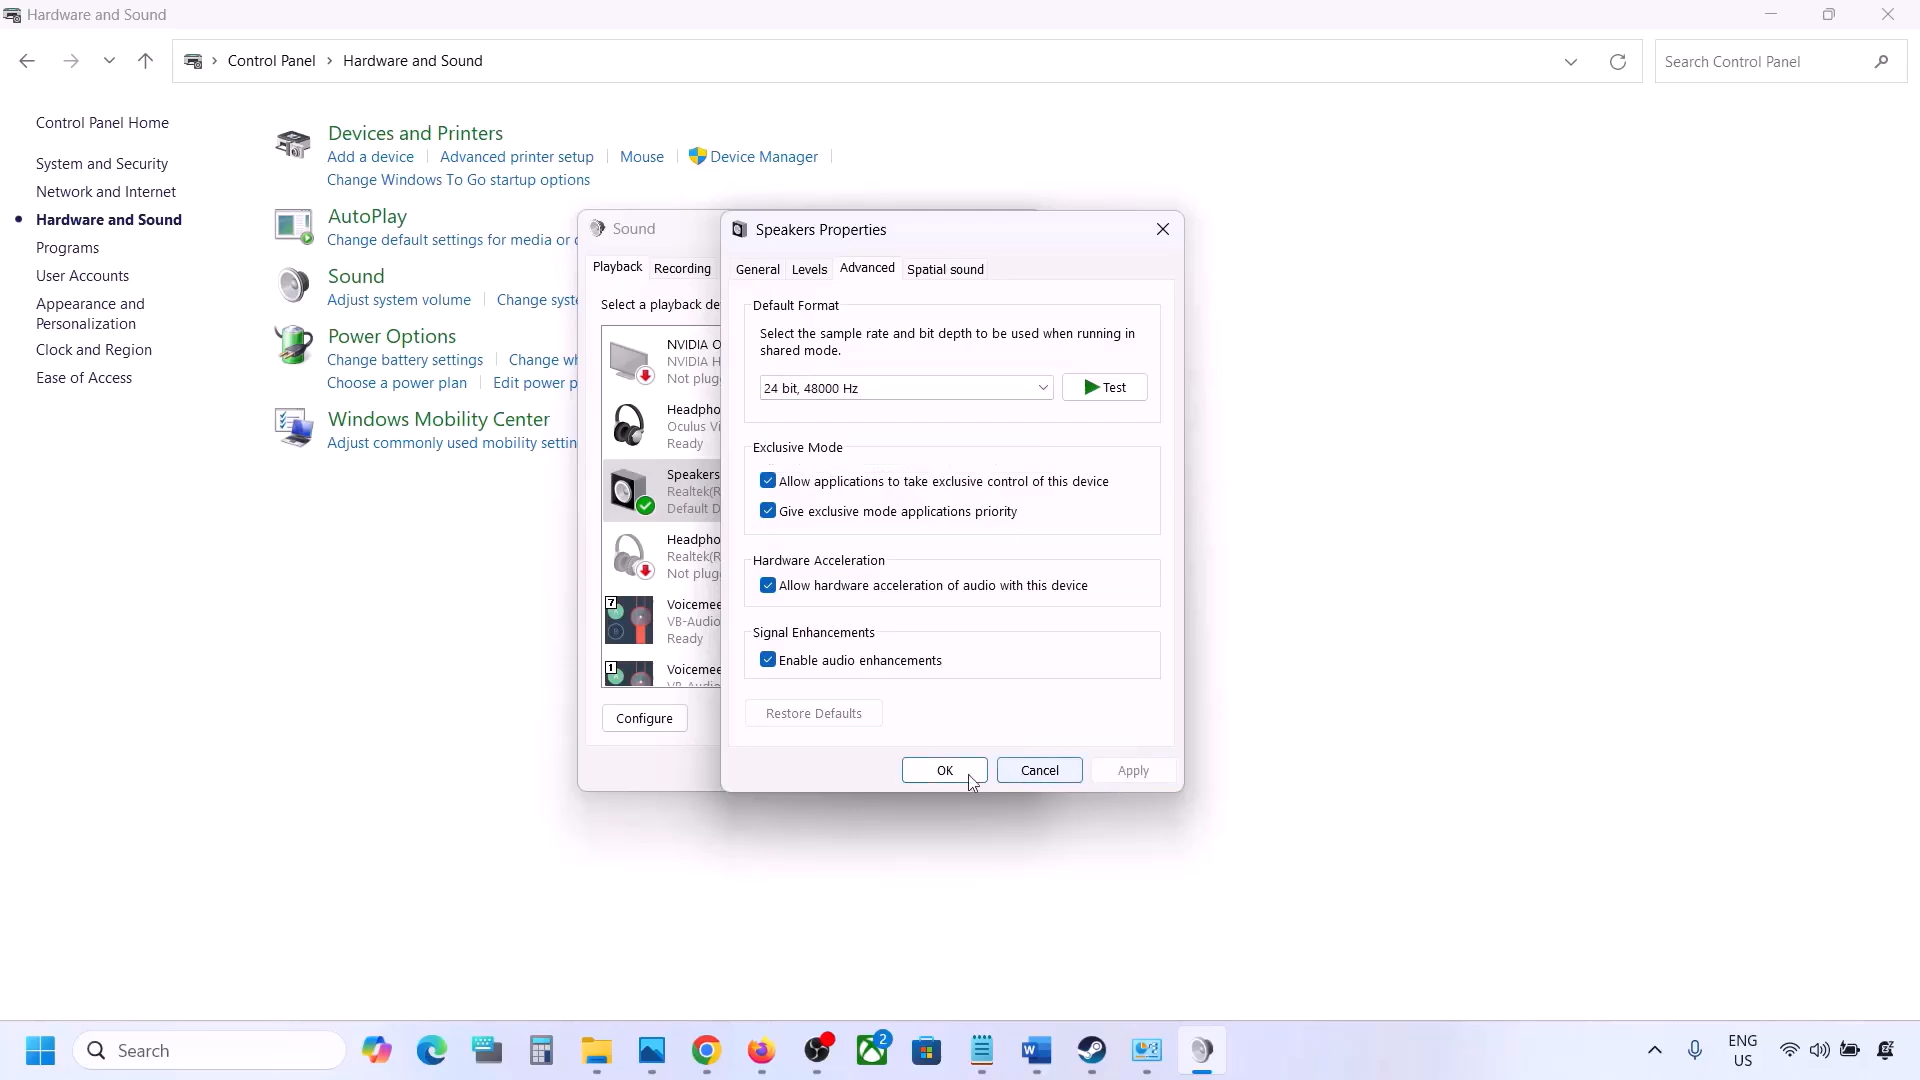 Hardware and Sound
Control Panel > Hardware and Sound
Search Control Panel
Control Panel Home
System and Security
Network and Internet
Hardware and Sound
Programs
User Accounts
Appearance and
Personalization
Clock and Region
Ease of Access
Devices and Printers
Add a device
Advanced printer setup
Mouse
Device Manager
Change Windows To Go startup options
AutoPlay
Change default settings for media or
Sound
Adjust system volume
Change syst
Power Options
Change battery settings
Change wh
Choose a power plan
Edit power p
Windows Mobility Center
Adjust commonly used mobility settin
Sound
Playback
Recording
Select a playback de
NVIDIA O
NVIDIA H
Not plug
Headpho
Oculus Vi
Ready
Speakers
Realtek(R
Default D
Headpho
Realtek(R
Not plug
7
Voicemee
VB-Audio
Ready
1
Voicemee
VB-Audio
Configure
Speakers Properties
General
Levels
Advanced
Spatial sound
Default Format
Select the sample rate and bit depth to be used when running in
shared mode.
24 bit, 48000 Hz
Test
Exclusive Mode
Allow applications to take exclusive control of this device
Give exclusive mode applications priority
Hardware Acceleration
Allow hardware acceleration of audio with this device
Signal Enhancements
Enable audio enhancements
Restore Defaults
OK
Cancel
Apply
Search
2
ENG
US